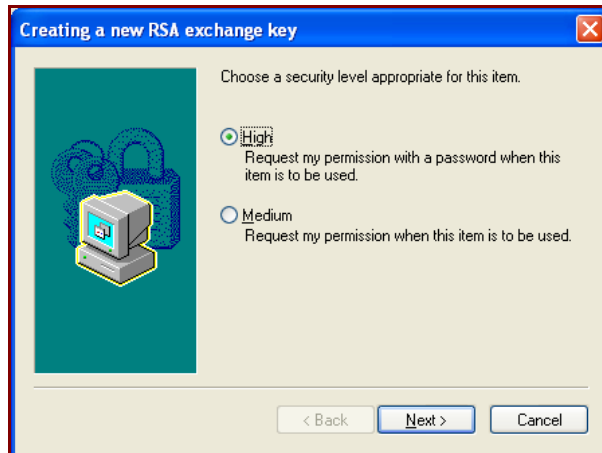 Creating a new RSA exchange key
Choose a security level appropriate for this item.
High
Request my permission with a password when this
item is to be used.
Medium
Request my permission when this item is to be used.
< Back
Next >
Cancel